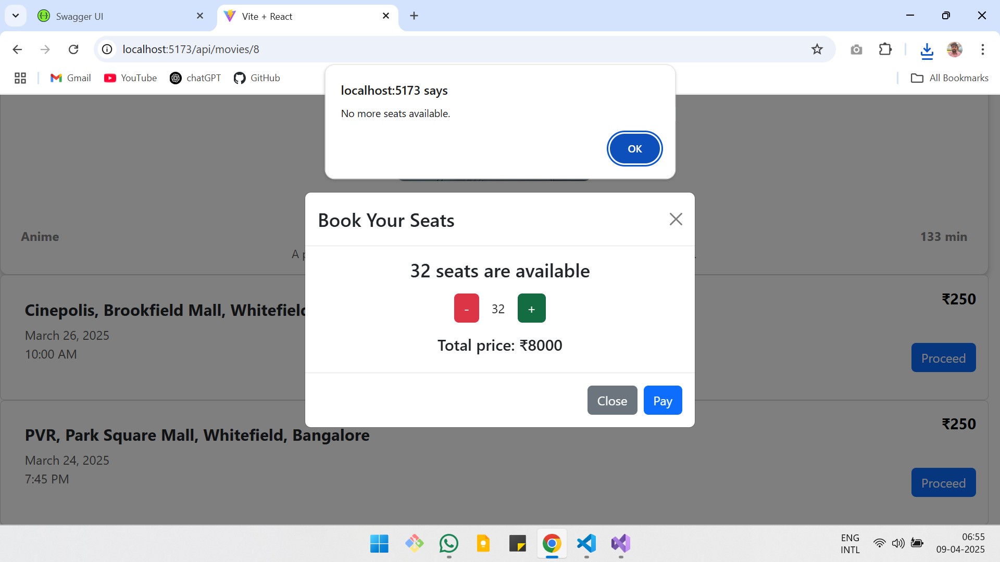 Swagger UI
Vite + React
localhost:5173/api/movies/8
Gmail
YouTube
chatGPT
GitHub
All Bookmarks
localhost:5173 says
No more seats available.
OK
Book Your Seats
Anime
133 min
A
32 seats are available
- 32 +
Total price: ₹8000
Close
Pay
Cinepolis, Brookfield Mall, Whitefield
₹250
March 26, 2025
10:00 AM
Proceed
PVR, Park Square Mall, Whitefield, Bangalore
₹250
March 24, 2025
7:45 PM
Proceed
ENG
INTL
06:55
09-04-2025